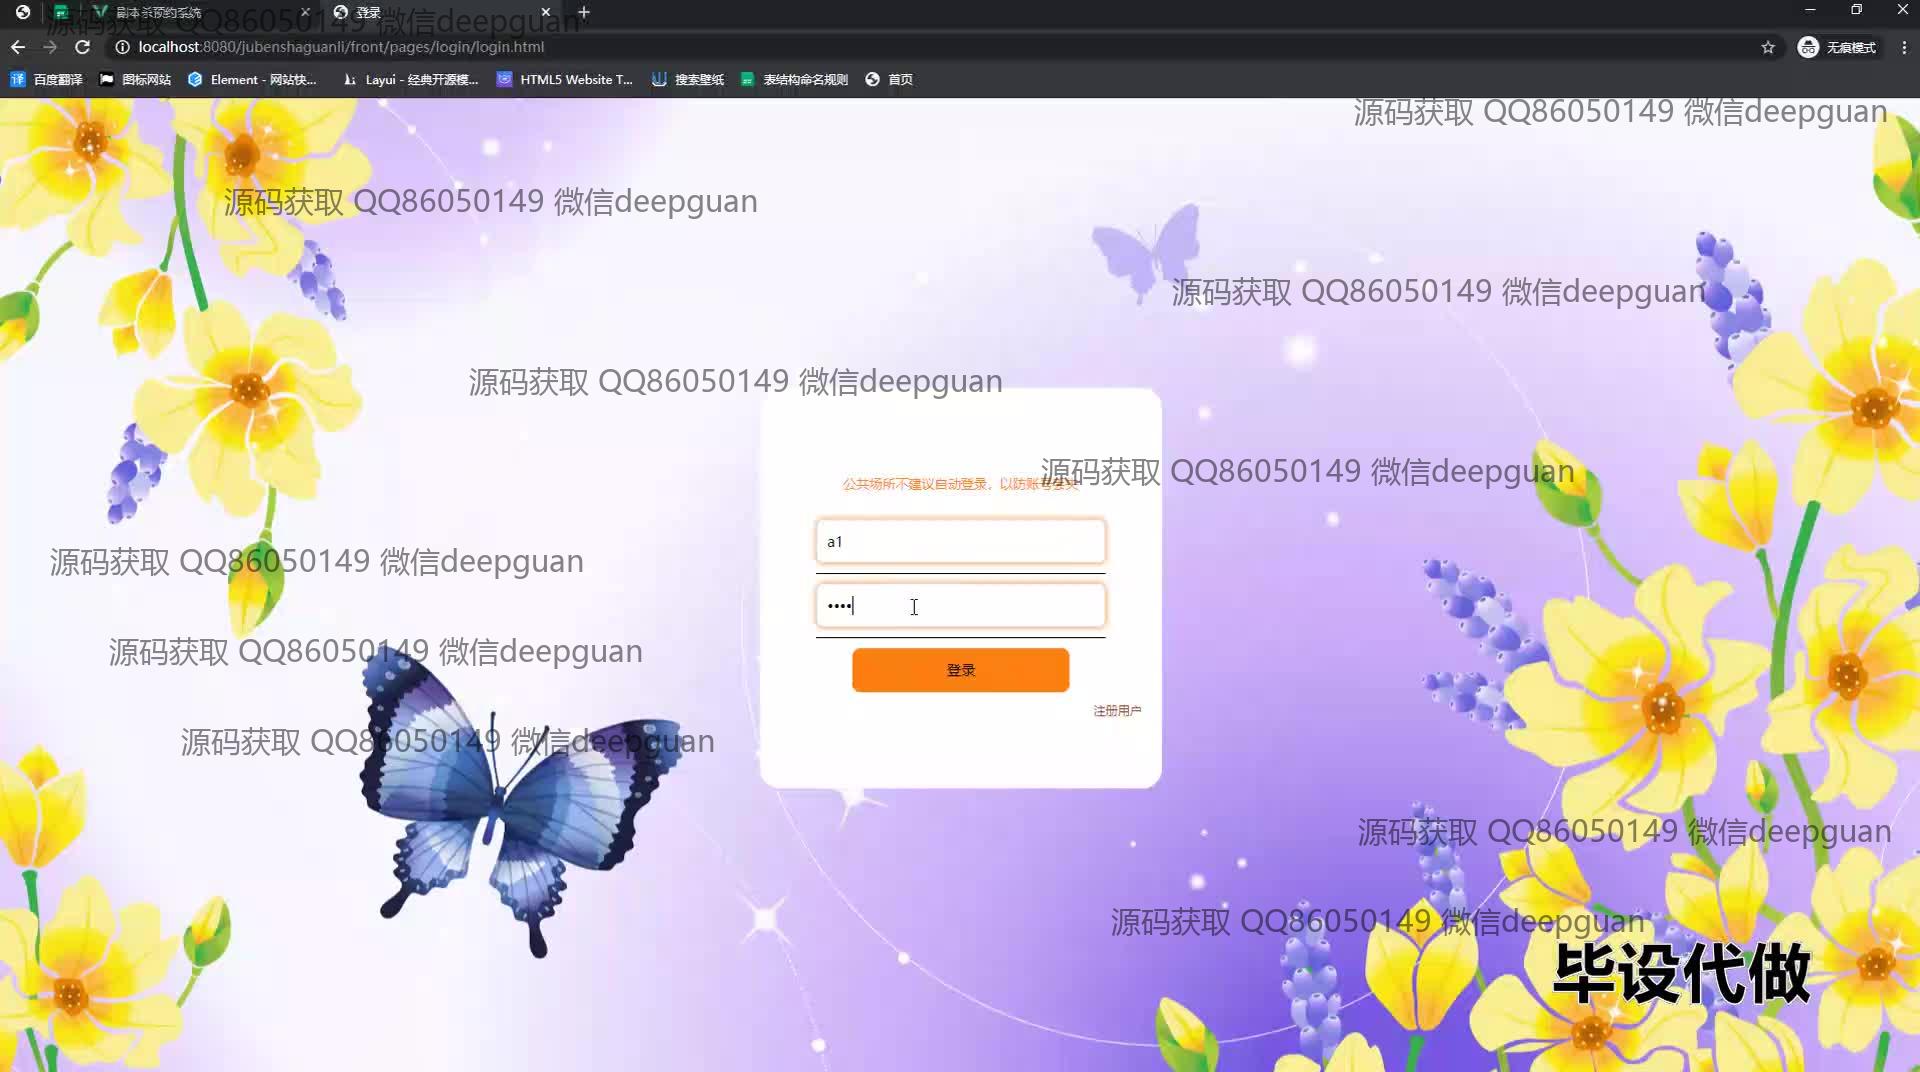 剧本杀预约系统
登录
localhost:8080/jubenshaguanli/front/pages/login/login.html
无痕模式
百度翻译
图标网站
Element - 网站快...
Layui - 经典开源模...
HTML5 Website T...
搜索壁纸
表结构命名规则
首页
源码获取 QQ86050149 微信deepguan
源码获取 QQ86050149 微信deepguan
源码获取 QQ86050149 微信deepguan
源码获取 QQ86050149 微信deepguan
源码获取 QQ86050149 微信deepguan
源码获取 QQ86050149 微信deepguan
公共场所不建议自动登录，以防账号丢失
a1
源码获取 QQ86050149 微信deepguan
登录
源码获取 QQ86050149 微信deepguan
注册用户
源码获取 QQ86050149 微信deepguan
源码获取 QQ86050149 微信deepguan
源码获取 QQ86050149 微信deepguan
毕设代做